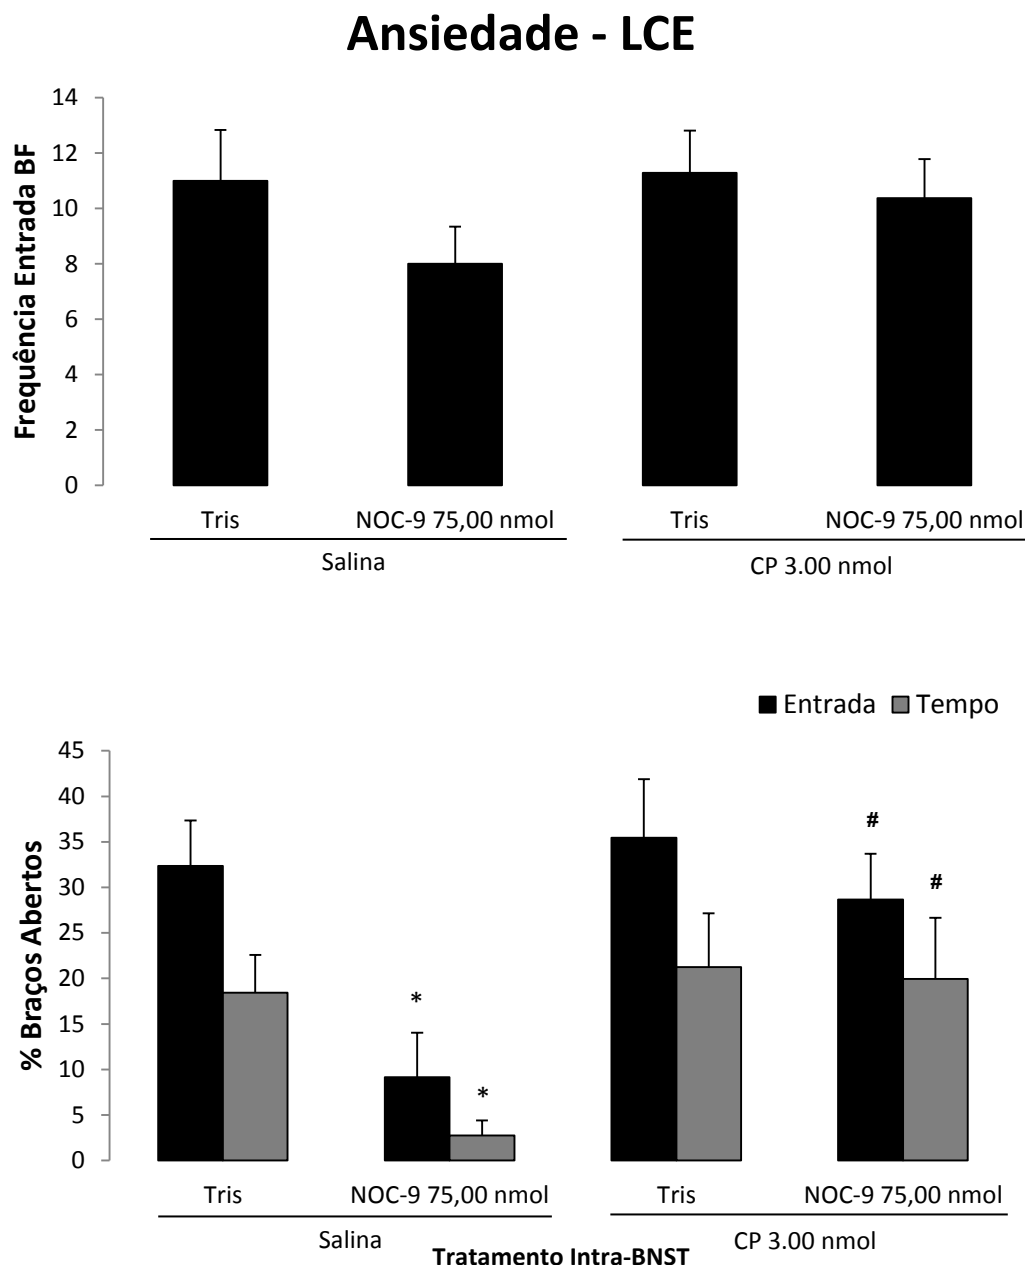 Ansiedade - LCE
Frequência Entrada BF
14
12
10
8
6
4
2
0
Tris
NOC-9 75,00 nmol
Tris
NOC-9 75,00 nmol
Salina
CP 3.00 nmol
Entrada
Tempo
% Braços Abertos
45
40
35
30
25
20
15
10
5
0
*
*
#
#
Tris
NOC-9 75,00 nmol
Tris
NOC-9 75,00 nmol
Salina
CP 3.00 nmol
Tratamento Intra-BNST